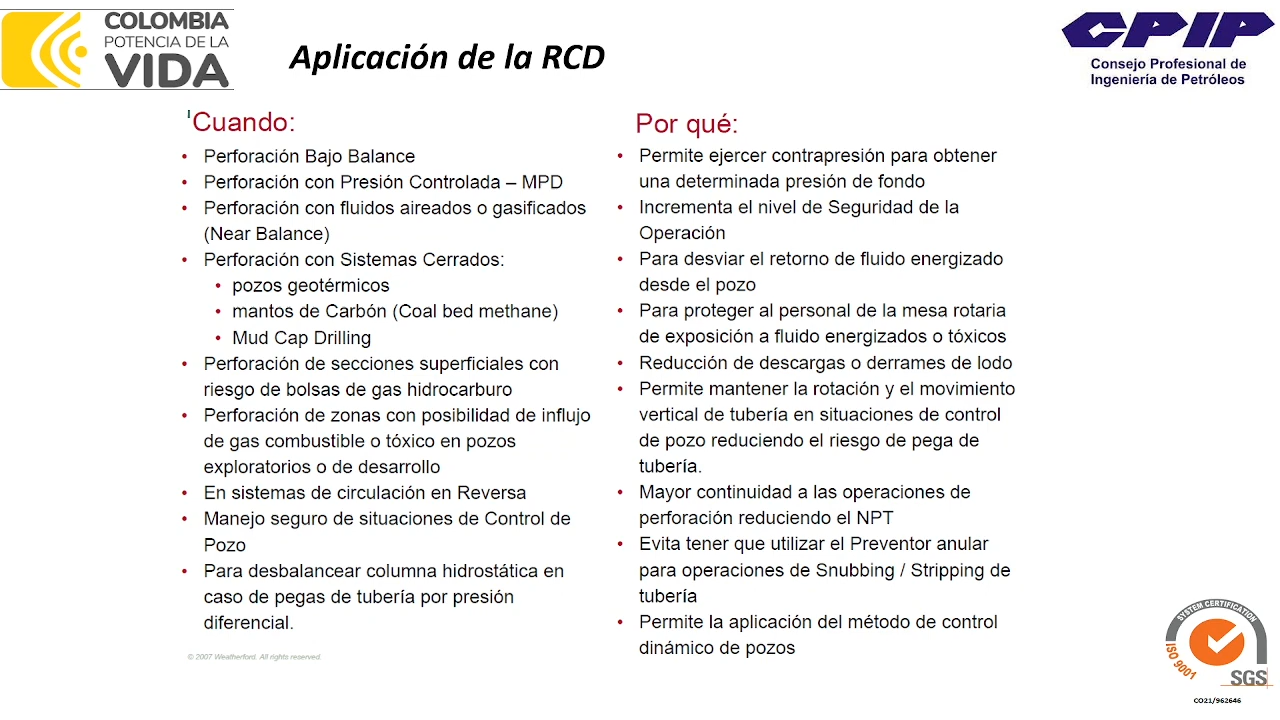 COLOMBIA
POTENCIA DE LA
VIDA
Aplicación de la RCD
CPIP
Consejo Profesional de
Ingeniería de Petróleos
Cuando:
• Perforación Bajo Balance
• Perforación con Presión Controlada – MPD
• Perforación con fluidos aireados o gasificados
(Near Balance)
• Perforación con Sistemas Cerrados:
• pozos geotérmicos
• mantos de Carbón (Coal bed methane)
• Mud Cap Drilling
• Perforación de secciones superficiales con
riesgo de bolsas de gas hidrocarburo
• Perforación de zonas con posibilidad de influjo
de gas combustible o tóxico en pozos
exploratorios o de desarrollo
• En sistemas de circulación en Reversa
• Manejo seguro de situaciones de Control de
Pozo
• Para desbalancear columna hidrostática en
caso de pegas de tubería por presión
diferencial.
© 2007 Weatherford. All rights reserved.
Por qué:
• Permite ejercer contrapresión para obtener
una determinada presión de fondo
• Incrementa el nivel de Seguridad de la
Operación
• Para desviar el retorno de fluido energizado
desde el pozo
• Para proteger al personal de la mesa rotaria
de exposición a fluido energizados o tóxicos
• Reducción de descargas o derrames de lodo
• Permite mantener la rotación y el movimiento
vertical de tubería en situaciones de control
de pozo reduciendo el riesgo de pega de
tubería.
• Mayor continuidad a las operaciones de
perforación reduciendo el NPT
• Evita tener que utilizar el Preventor anular
para operaciones de Snubbing / Stripping de
tubería
• Permite la aplicación del método de control
dinámico de pozos
SYSTEM CERTIFICATION
ISO 9001
SGS
CO21/962646